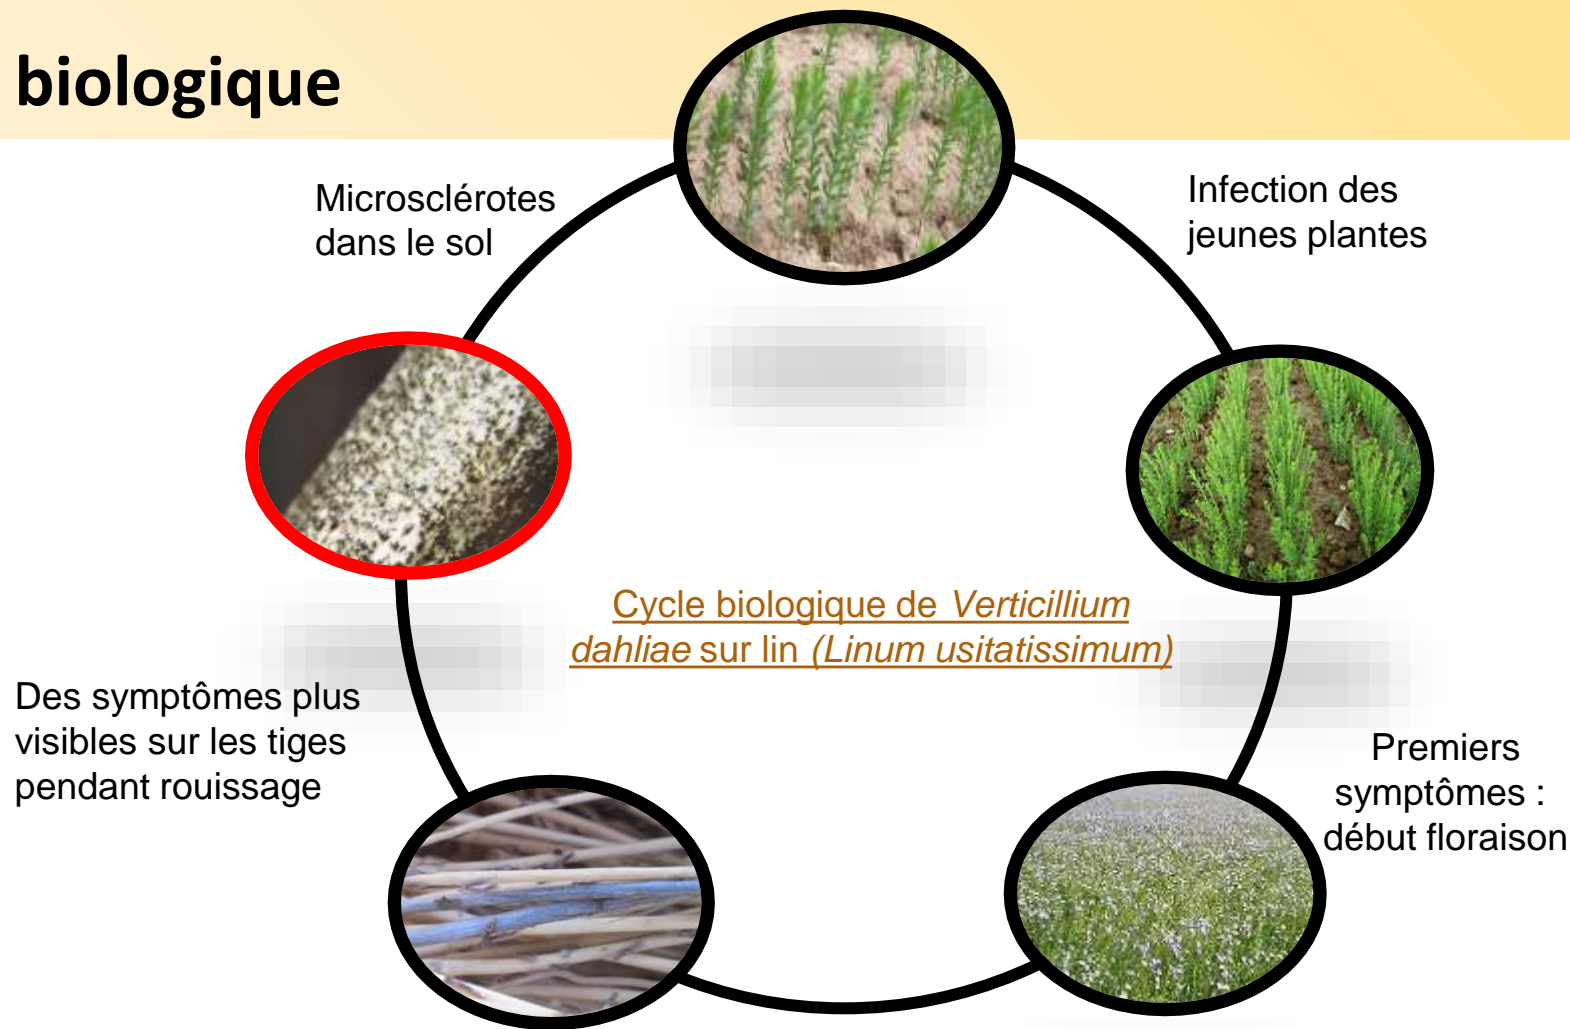 biologique
Microsclérotes
dans le sol
Infection des
jeunes plantes
Cycle biologique de Verticillium
dahliae sur lin (Linum usitatissimum)
Des symptômes plus
visibles sur les tiges
pendant rouissage
Premiers
symptômes :
début floraison